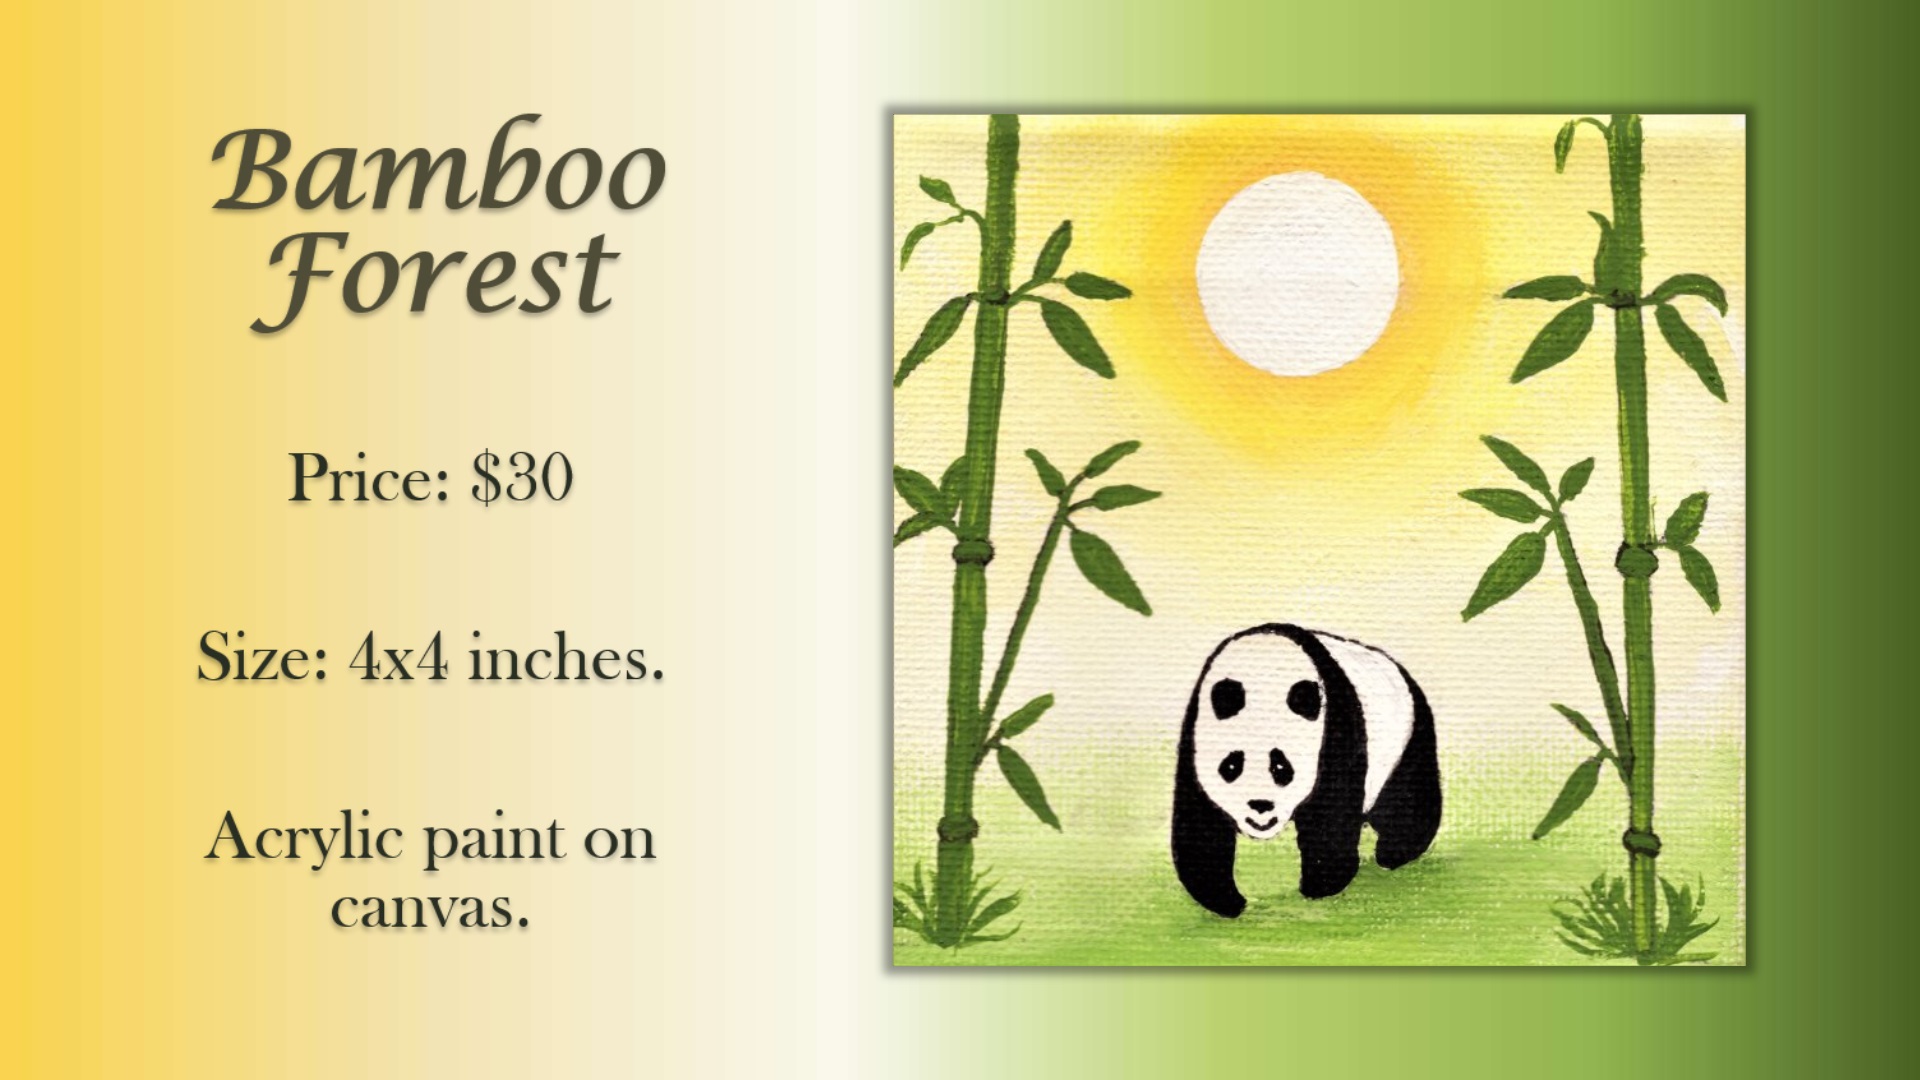 Bamboo
Forest
Price: $30
Size: 4x4 inches.
Acrylic paint on
canvas.